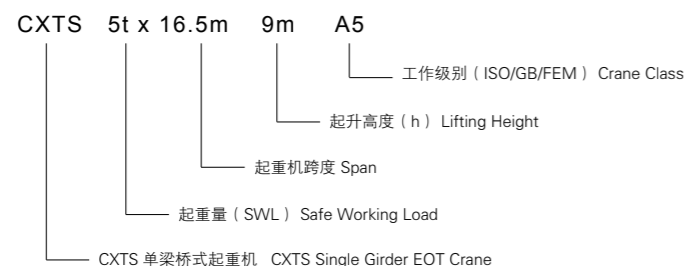 CXTS 5t x 16.5m 9m A5
工作级别（ISO/GB/FEM） Crane Class
起升高度（h） Lifting Height
起重机跨度 Span
起重量（SWL） Safe Working Load
CXTS 单梁桥式起重机 CXTS Single Girder EOT Crane